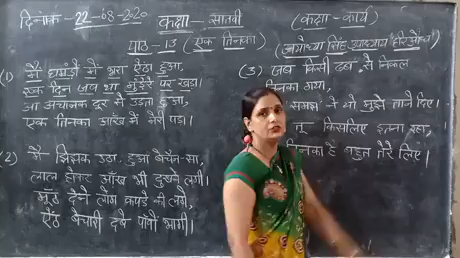 दिनांक - 22-08-2020
कक्षा - सातवीं
(कक्षा - कार्य)
पाठ - 13 (एक तिनका)
(अयोध्या सिंह उपाध्याय 'हरिऔध')
(1) मैं घमंडों में भरा ऐंठा हुआ,
एक दिन जब था मुंडेरे पर खड़ा।
आ अचानक दूर से उड़ता हुआ,
एक तिनका आँख में मेरी पड़ा।
(2) मैं झिझक उठा, हुआ बेचैन-सा,
लाल होकर आँख भी दुखने लगी।
मूँठ देने लोग कपड़े की लगे,
ऐंठ बेचारी दबे पाँवों भागी।
(3) जब किसी ढब से निकल
तिनका गया,
समझ ने यों मुझे ताने दिए।
तू किसलिए इतना रहा,
तिनका है बहुत तेरे लिए।